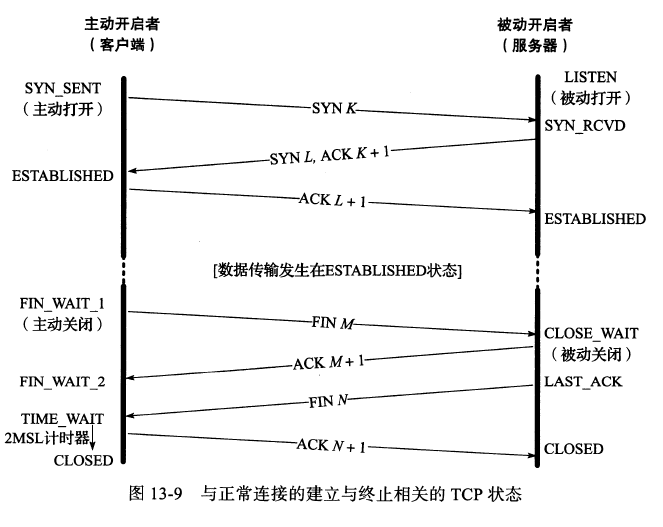 主动开启者
（客户端）
被动开启者
（服务器）
SYN_SENT
（主动打开）
LISTEN
（被动打开）
SYN K
SYN_RCVD
SYN L, ACK K + 1
ESTABLISHED
ACK L + 1
ESTABLISHED
[数据传输发生在ESTABLISHED状态]
FIN_WAIT_1
（主动关闭）
FIN M
CLOSE_WAIT
（被动关闭）
ACK M + 1
FIN_WAIT_2
LAST_ACK
FIN N
TIME_WAIT
2MSL计时器
ACK N + 1
CLOSED
CLOSED
图 13-9 与正常连接的建立与终止相关的 TCP 状态